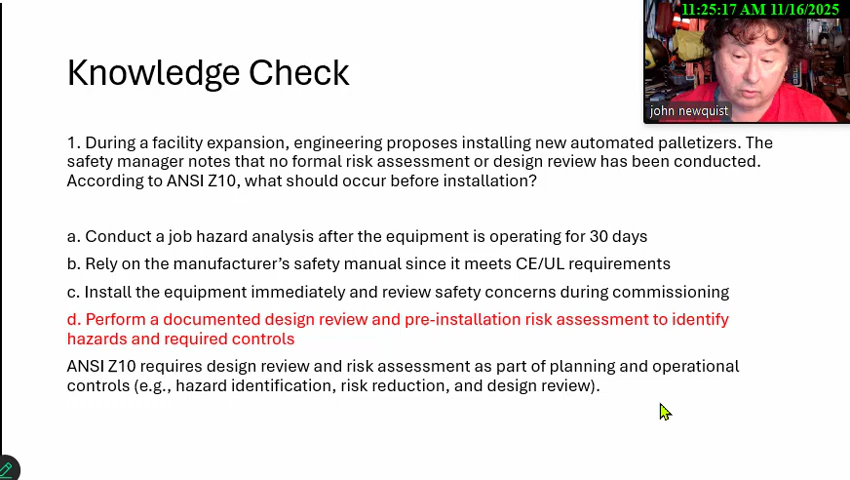 11:25:17 AM 11/16/2025
john newquist
Knowledge Check
1. During a facility expansion, engineering proposes installing new automated palletizers. The
safety manager notes that no formal risk assessment or design review has been conducted.
According to ANSI Z10, what should occur before installation?
a. Conduct a job hazard analysis after the equipment is operating for 30 days
b. Rely on the manufacturer’s safety manual since it meets CE/UL requirements
c. Install the equipment immediately and review safety concerns during commissioning
d. Perform a documented design review and pre-installation risk assessment to identify
hazards and required controls
ANSI Z10 requires design review and risk assessment as part of planning and operational
controls (e.g., hazard identification, risk reduction, and design review).